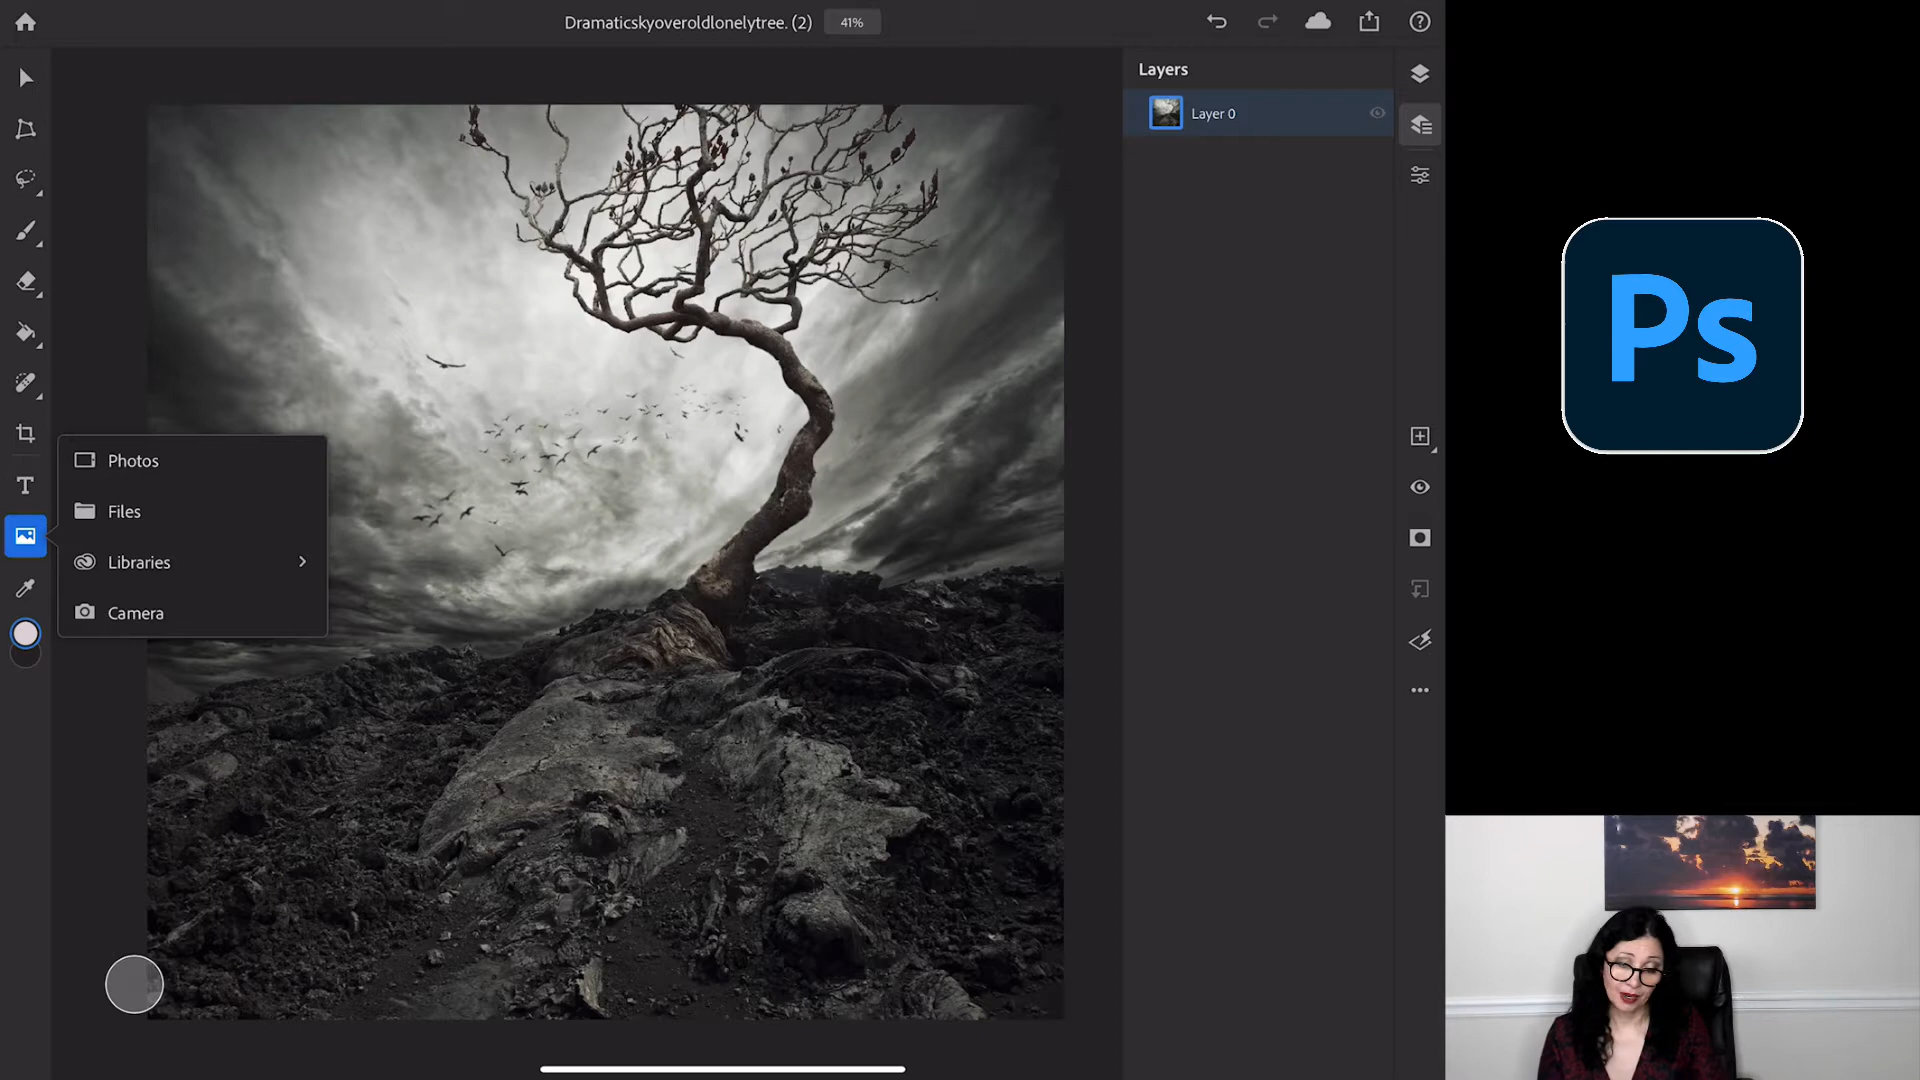 Dramaticskyoveroldlonelytree. (2)
41%
Layers
Layer 0
Photos
Files
Libraries
Camera
T
Ps